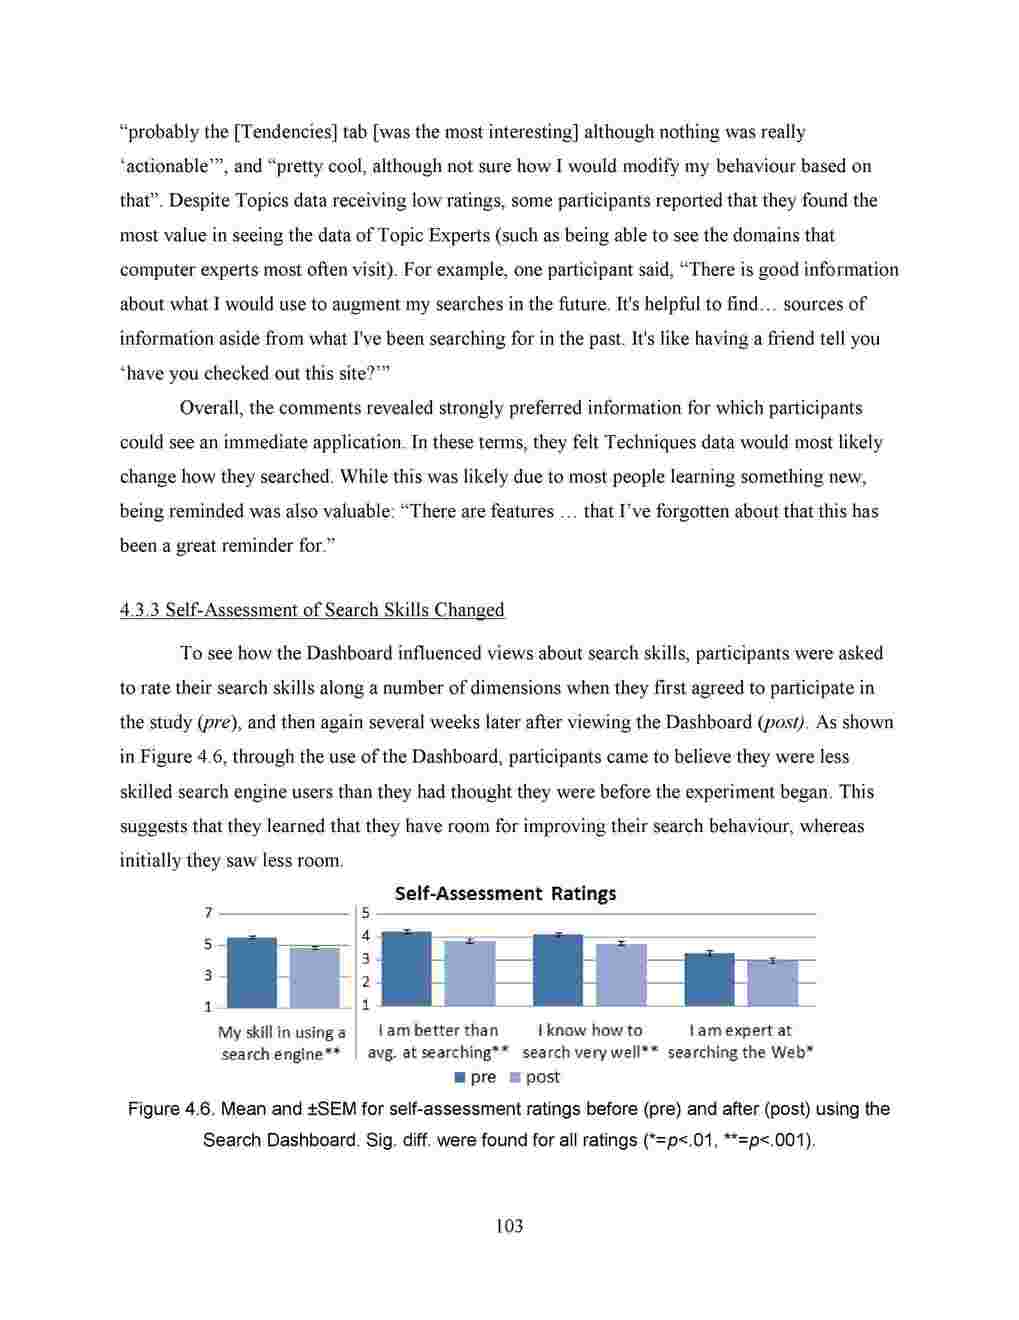 “probably the [Tendencies] tab [was the most interesting] although nothing was really
‘actionable’”, and “pretty cool, although not sure how I would modify my behaviour based on
that”. Despite Topics data receiving low ratings, some participants reported that they found the
most value in seeing the data of Topic Experts (such as being able to see the domains that
computer experts most often visit). For example, one participant said, “There is good information
about what I would use to augment my searches in the future. It's helpful to find… sources of
information aside from what I've been searching for in the past. It's like having a friend tell you
‘have you checked out this site?’”
Overall, the comments revealed strongly preferred information for which participants
could see an immediate application. In these terms, they felt Techniques data would most likely
change how they searched. While this was likely due to most people learning something new,
being reminded was also valuable: “There are features … that I’ve forgotten about that this has
been a great reminder for.”
4.3.3 Self-Assessment of Search Skills Changed
To see how the Dashboard influenced views about search skills, participants were asked
to rate their search skills along a number of dimensions when they first agreed to participate in
the study (pre), and then again several weeks later after viewing the Dashboard (post). As shown
in Figure 4.6, through the use of the Dashboard, participants came to believe they were less
skilled search engine users than they had thought they were before the experiment began. This
suggests that they learned that they have room for improving their search behaviour, whereas
initially they saw less room.
Self-Assessment Ratings
7
5
3
1
5
4
3
2
1
My skill in using a
search engine**
I am better than
avg. at searching**
I know how to
search very well**
I am expert at
searching the Web*
pre post
Figure 4.6. Mean and ±SEM for self-assessment ratings before (pre) and after (post) using the
Search Dashboard. Sig. diff. were found for all ratings (*=p<.01, **=p<.001).
103